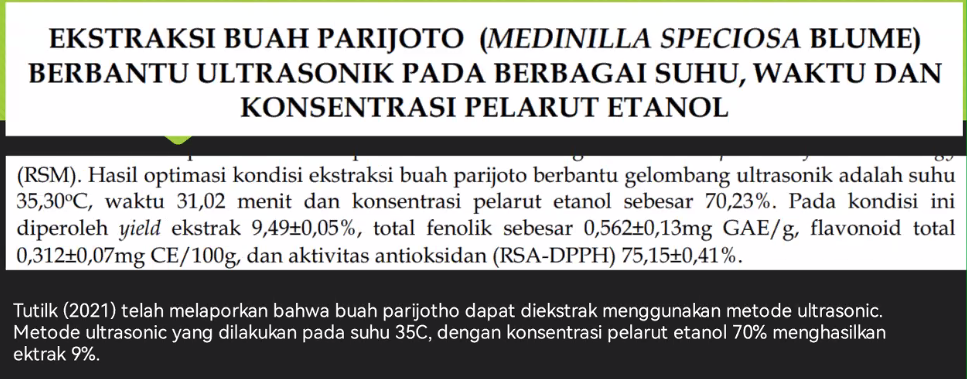 EKSTRAKSI BUAH PARIJOTO (MEDINILLA SPECIOSA BLUME)
BERBANTU ULTRASONIK PADA BERBAGAI SUHU, WAKTU DAN
KONSENTRASI PELARUT ETANOL
(RSM). Hasil optimasi kondisi ekstraksi buah parijoto berbantu gelombang ultrasonik adalah suhu
35,30ºC, waktu 31,02 menit dan konsentrasi pelarut etanol sebesar 70,23%. Pada kondisi ini
diperoleh yield ekstrak 9,49±0,05%, total fenolik sebesar 0,562±0,13mg GAE/g, flavonoid total
0,312±0,07mg CE/100g, dan aktivitas antioksidan (RSA-DPPH) 75,15±0,41%.
Tutilk (2021) telah melaporkan bahwa buah parijotho dapat diekstrak menggunakan metode ultrasonic.
Metode ultrasonic yang dilakukan pada suhu 35C, dengan konsentrasi pelarut etanol 70% menghasilkan
ektrak 9%.